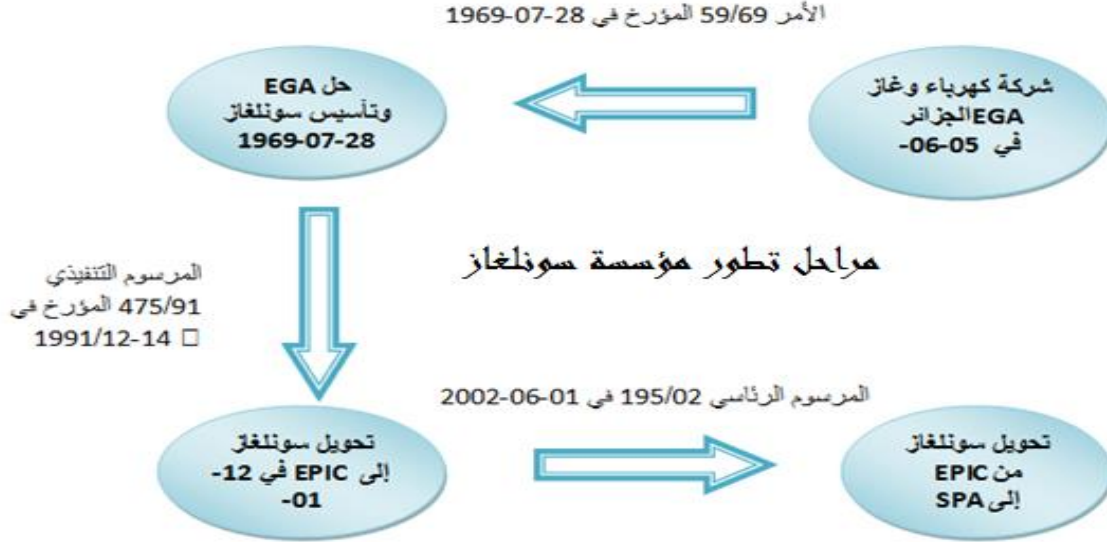 الأمر 59/69 المؤرخ في 28-07-1969
شركة كهرباء وغاز
الجزائر EGA
في 05-06-
حل EGA
وتأسيس سونلغاز
28-07-1969
مراحل تطور مؤسسة سونلغاز
المرسوم التنفيذي
475/91 المؤرخ في
14-12/1991
المرسوم الرئاسي 195/02 في 01-06-2002
تحويل سونلغاز
إلى EPIC في 12-
01-
تحويل سونلغاز
من EPIC
إلى SPA